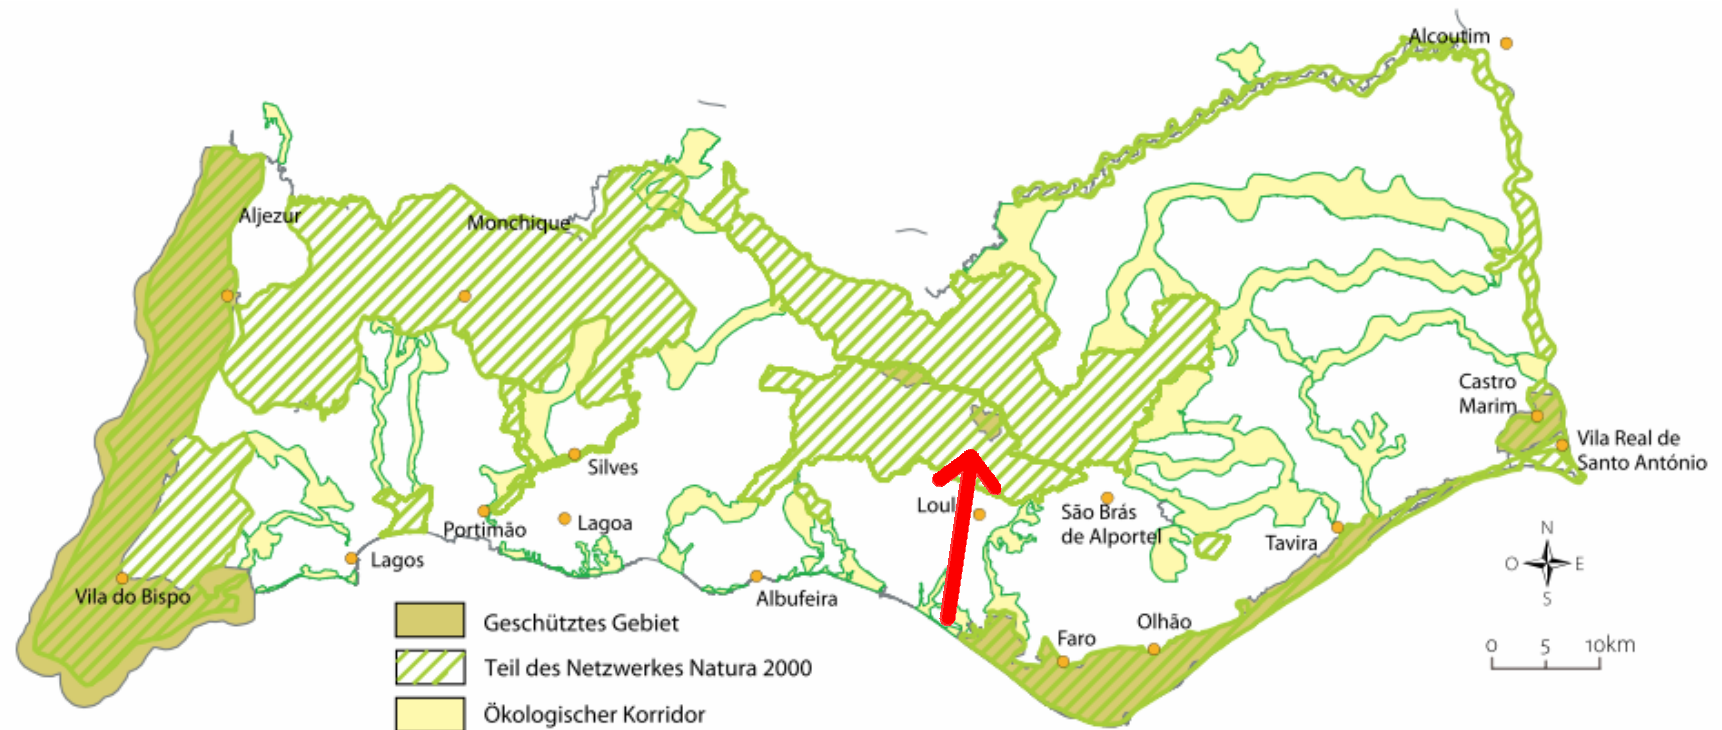 Alcoutim
Aljezur
Monchique
Castro
Marim
Vila Real de
Santo António
Silves
Loul
São Brás
de Alportel
Portimão
Lagoa
Tavira
Lagos
Vila do Bispo
Albufeira
Faro
Olhão
N
O E
S
0 5 10km
Geschütztes Gebiet
Teil des Netzwerkes Natura 2000
Ökologischer Korridor